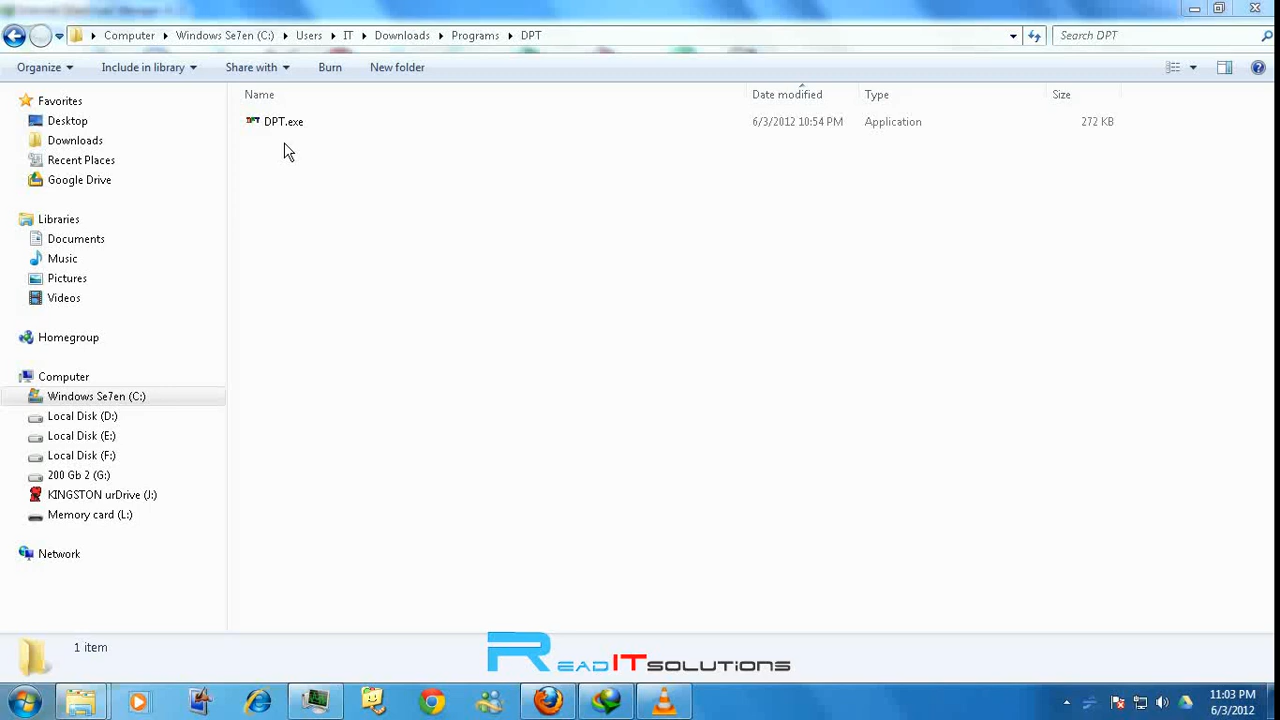 Computer Windows Se7en (C:) Users IT Downloads Programs DPT Search DPT
Organize Include in library Share with Burn New folder
Name Date modified Type Size
DPT.exe 6/3/2012 10:54 PM Application 272 KB
Favorites
Desktop
Downloads
Recent Places
Google Drive
Libraries
Documents
Music
Pictures
Videos
Homegroup
Computer
Windows Se7en (C:)
Local Disk (D:)
Local Disk (E:)
Local Disk (F:)
200 Gb 2 (G:)
KINGSTON urDrive (J:)
Memory card (L:)
Network
1 item
READITSOLUTIONS
11:03 PM
6/3/2012